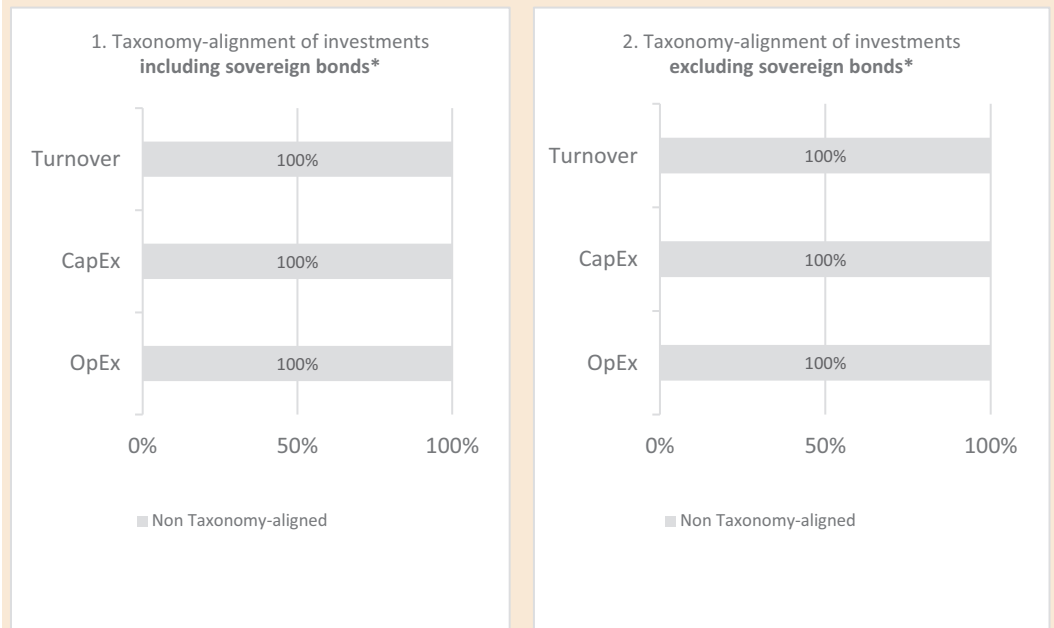 1. Taxonomy-alignment of investments
including sovereign bonds*
Turnover
100%
CapEx
100%
OpEx
100%
0% 50% 100%
Non Taxonomy-aligned
2. Taxonomy-alignment of investments
excluding sovereign bonds*
Turnover
100%
CapEx
100%
OpEx
100%
0% 50% 100%
Non Taxonomy-aligned